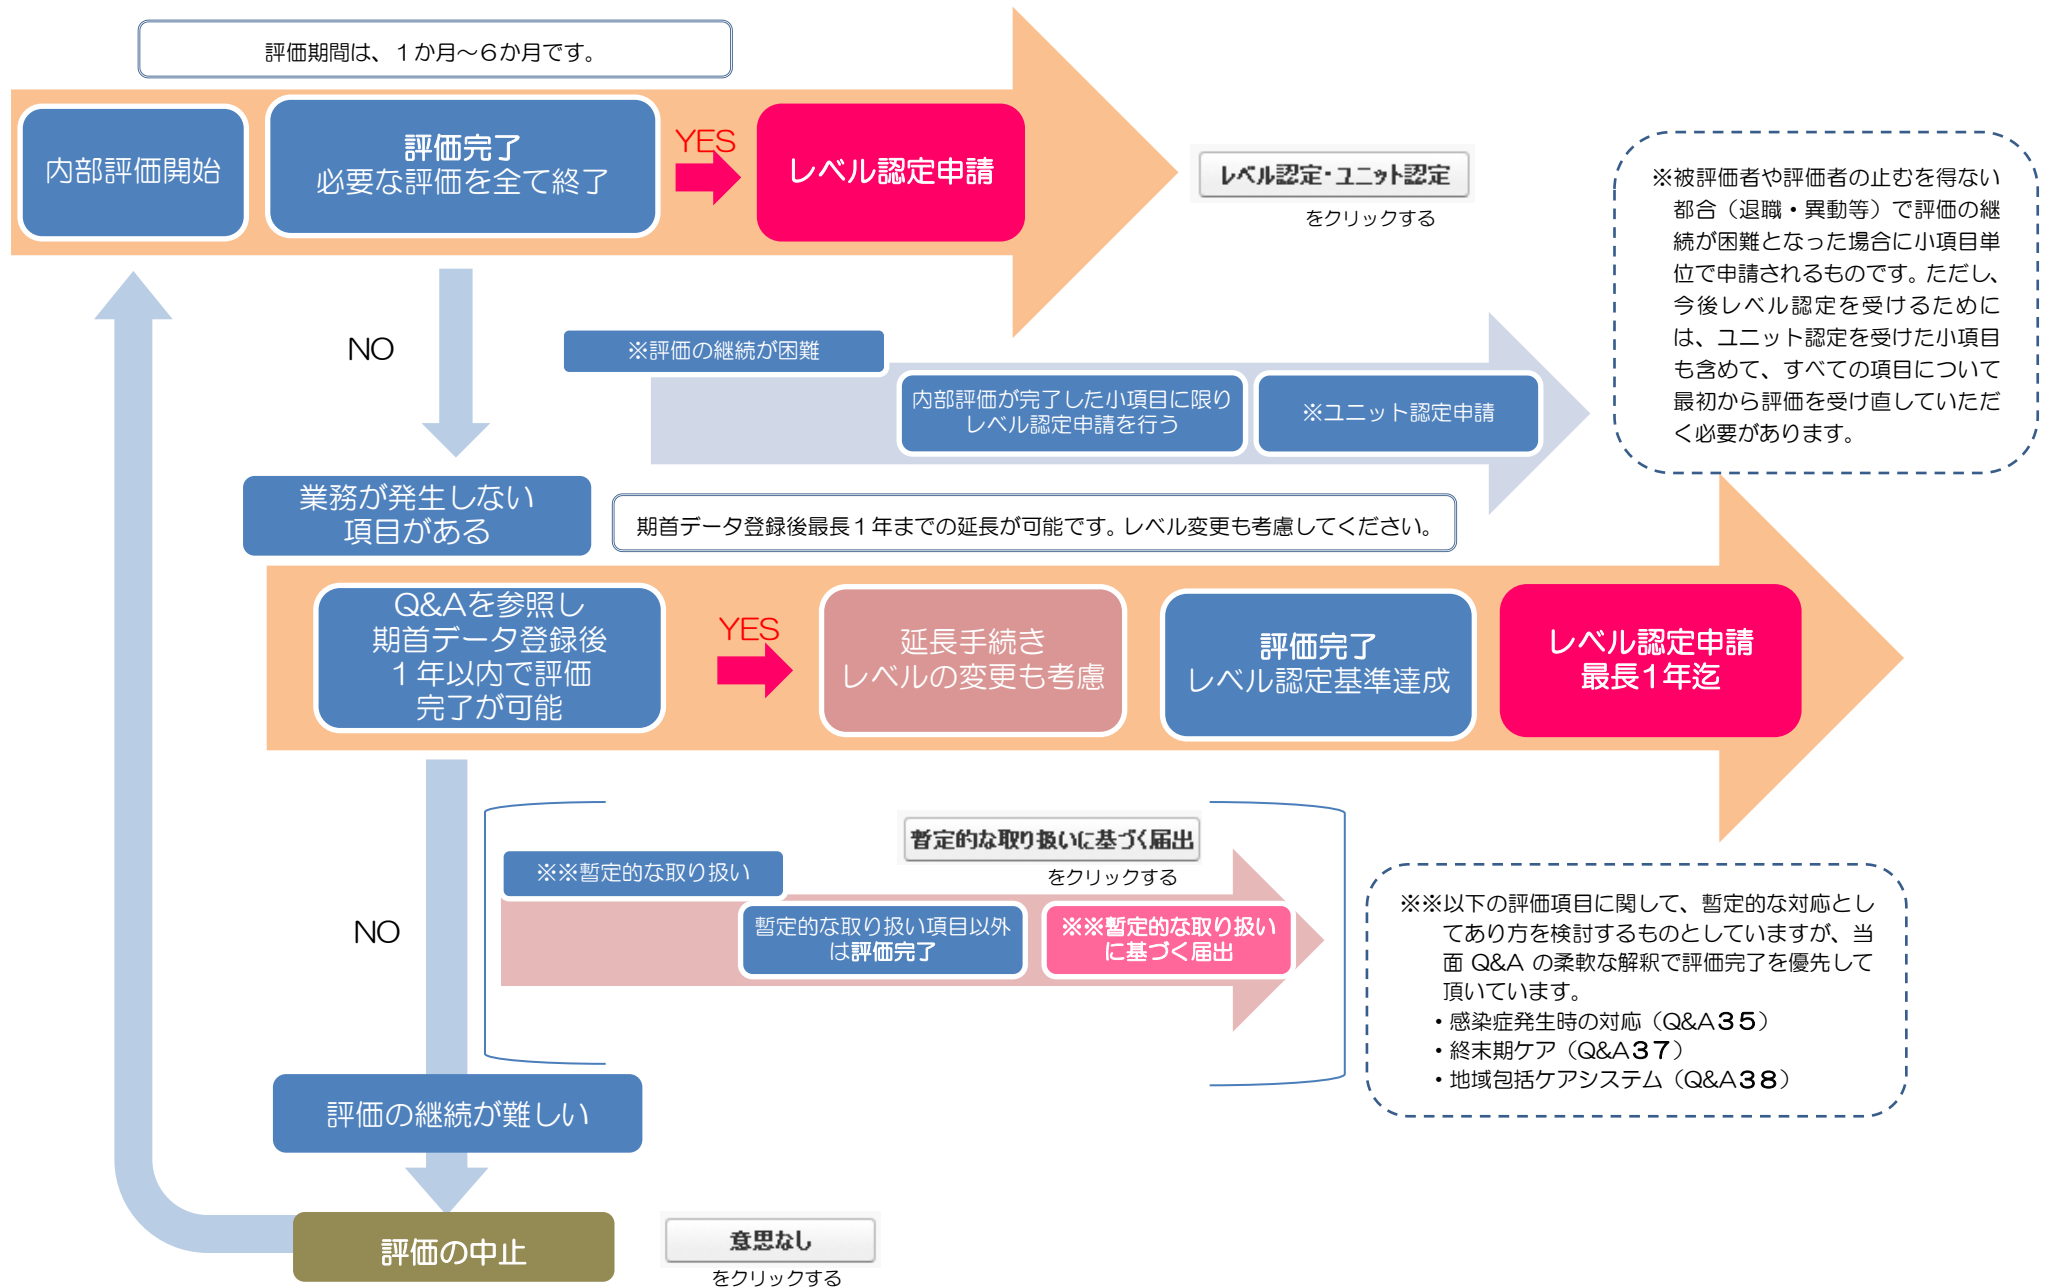 評価期間は、１か月～６か月です。
内部評価開始
評価完了
必要な評価を全て終了
YES
レベル認定申請
レベル認定・ユニット認定
をクリックする
※被評価者や評価者の止むを得ない
都合（退職・異動等）で評価の継
続が困難となった場合に小項目単
位で申請されるものです。ただし、
今後レベル認定を受けるために
は、ユニット認定を受けた小項目
も含めて、すべての項目について
最初から評価を受け直していただ
く必要があります。
NO
※評価の継続が困難
内部評価が完了した小項目に限り
レベル認定申請を行う
※ユニット認定申請
業務が発生しない
項目がある
期首データ登録後最長１年までの延長が可能です。レベル変更も考慮してください。
Q&Aを参照し
期首データ登録後
１年以内で評価
完了が可能
YES
延長手続き
レベルの変更も考慮
評価完了
レベル認定基準達成
レベル認定申請
最長1年迄
NO
暫定的な取り扱いに基づく届出
をクリックする
※※暫定的な取り扱い
暫定的な取り扱い項目以外
は評価完了
※※暫定的な取り扱い
に基づく届出
※※以下の評価項目に関して、暫定的な対応とし
てあり方を検討するものとしていますが、当
面 Q&A の柔軟な解釈で評価完了を優先して
頂いています。
・感染症発生時の対応（Q&A35）
・終末期ケア（Q&A37）
・地域包括ケアシステム（Q&A38）
評価の継続が難しい
評価の中止
意思なし
をクリックする